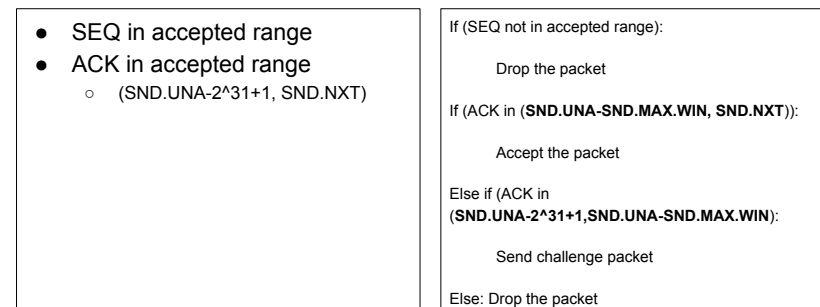 ● SEQ in accepted range
● ACK in accepted range
○ (SND.UNA-2^31+1, SND.NXT)
If (SEQ not in accepted range):
Drop the packet
If (ACK in (SND.UNA-SND.MAX.WIN, SND.NXT)):
Accept the packet
Else if (ACK in
(SND.UNA-2^31+1,SND.UNA-SND.MAX.WIN):
Send challenge packet
Else: Drop the packet